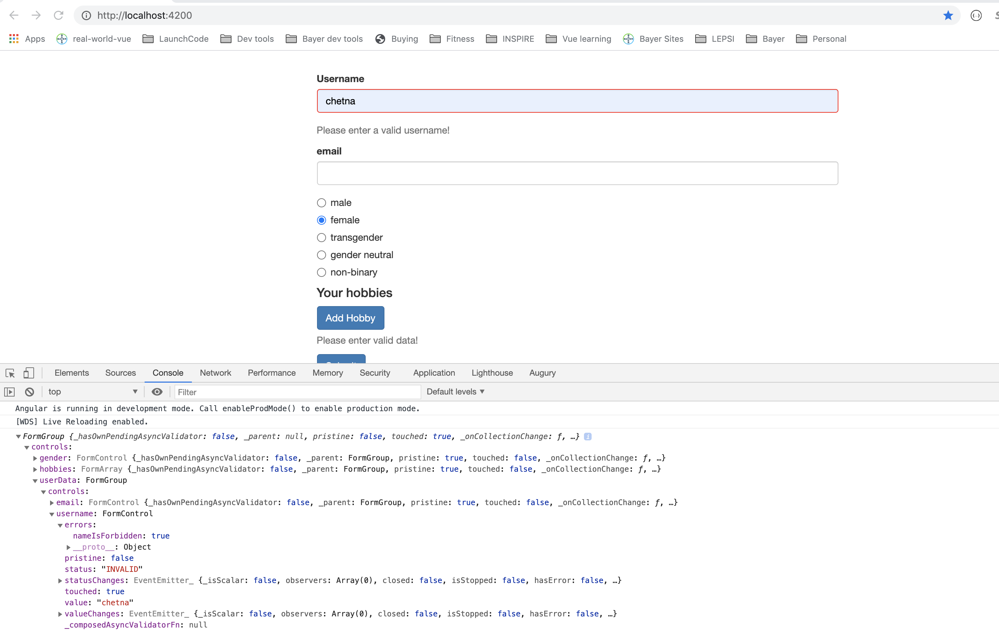 http://localhost:4200
Apps real-world-vue LaunchCode Dev tools Bayer dev tools Buying Fitness INSPIRE Vue learning Bayer Sites LEPSI Bayer Personal
Username
chetna
Please enter a valid username!
email
male
female
transgender
gender neutral
non-binary
Your hobbies
Add Hobby
Please enter valid data!
Elements Sources Console Network Performance Memory Security Application Lighthouse Augury
top Filter Default levels
Angular is running in development mode. Call enableProdMode() to enable production mode.
[WDS] Live Reloading enabled.
FormGroup {_hasOwnPendingAsyncValidator: false, _parent: null, pristine: false, touched: true, _onCollectionChange: ƒ, …}
controls:
gender: FormControl {_hasOwnPendingAsyncValidator: false, _parent: FormGroup, pristine: true, touched: false, _onCollectionChange: ƒ, …}
hobbies: FormArray {_hasOwnPendingAsyncValidator: false, _parent: FormGroup, pristine: true, touched: false, _onCollectionChange: ƒ, …}
userData: FormGroup
controls:
email: FormControl {_hasOwnPendingAsyncValidator: false, _parent: FormGroup, pristine: true, touched: false, _onCollectionChange: ƒ, …}
username: FormControl
errors:
nameIsForbidden: true
__proto__: Object
pristine: false
status: "INVALID"
statusChanges: EventEmitter_ {_isScalar: false, observers: Array(0), closed: false, isStopped: false, hasError: false, …}
touched: true
value: "chetna"
valueChanges: EventEmitter_ {_isScalar: false, observers: Array(0), closed: false, isStopped: false, hasError: false, …}
_composedAsyncValidatorFn: null